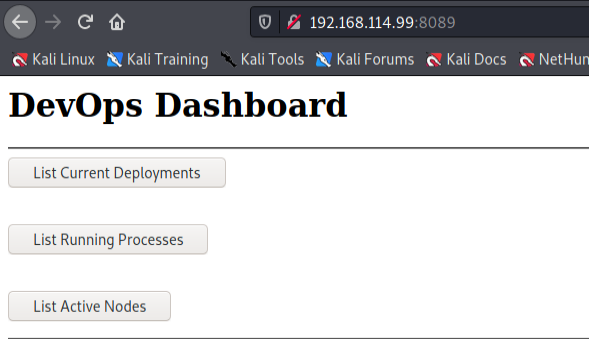 192.168.114.99:8089
Kali Linux Kali Training Kali Tools Kali Forums Kali Docs NetHun
DevOps Dashboard
List Current Deployments
List Running Processes
List Active Nodes